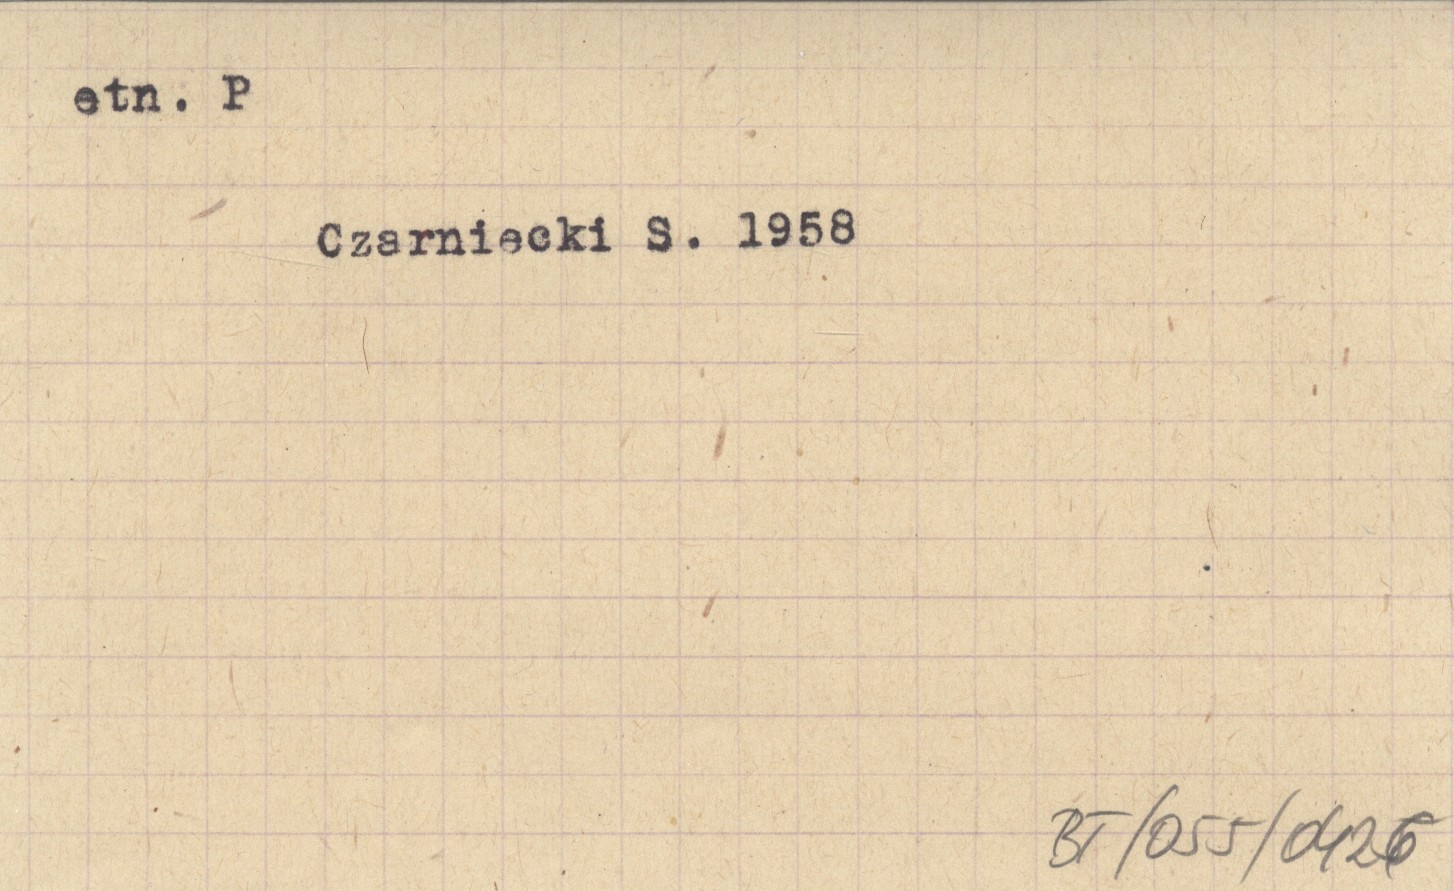 etn. P
Czarniecki S. 1958
BT/055/0426